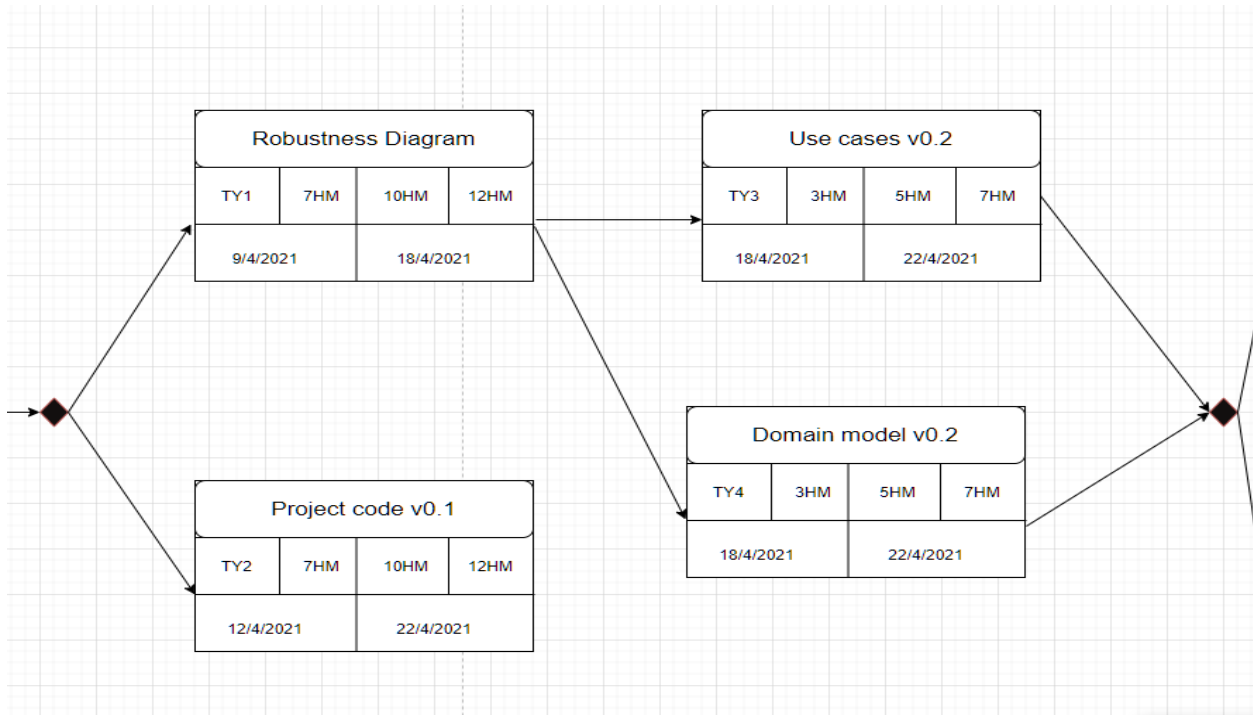 Robustness Diagram
TY1 7HM 10HM 12HM
9/4/2021 18/4/2021
Use cases v0.2
TY3 3HM 5HM 7HM
18/4/2021 22/4/2021
Project code v0.1
TY2 7HM 10HM 12HM
12/4/2021 22/4/2021
Domain model v0.2
TY4 3HM 5HM 7HM
18/4/2021 22/4/2021